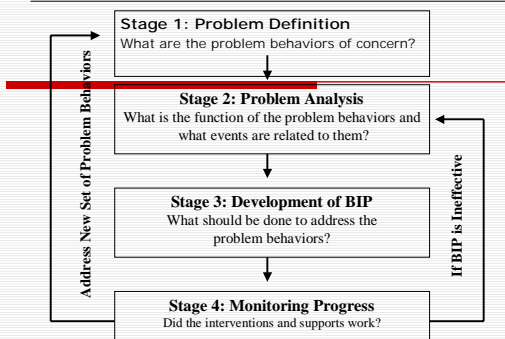 Stage 1: Problem Definition
What are the problem behaviors of concern?
Stage 2: Problem Analysis
What is the function of the problem behaviors and
what events are related to them?
Stage 3: Development of BIP
What should be done to address the
problem behaviors?
Stage 4: Monitoring Progress
Did the interventions and supports work?
Address New Set of Problem Behaviors
If BIP is Ineffective